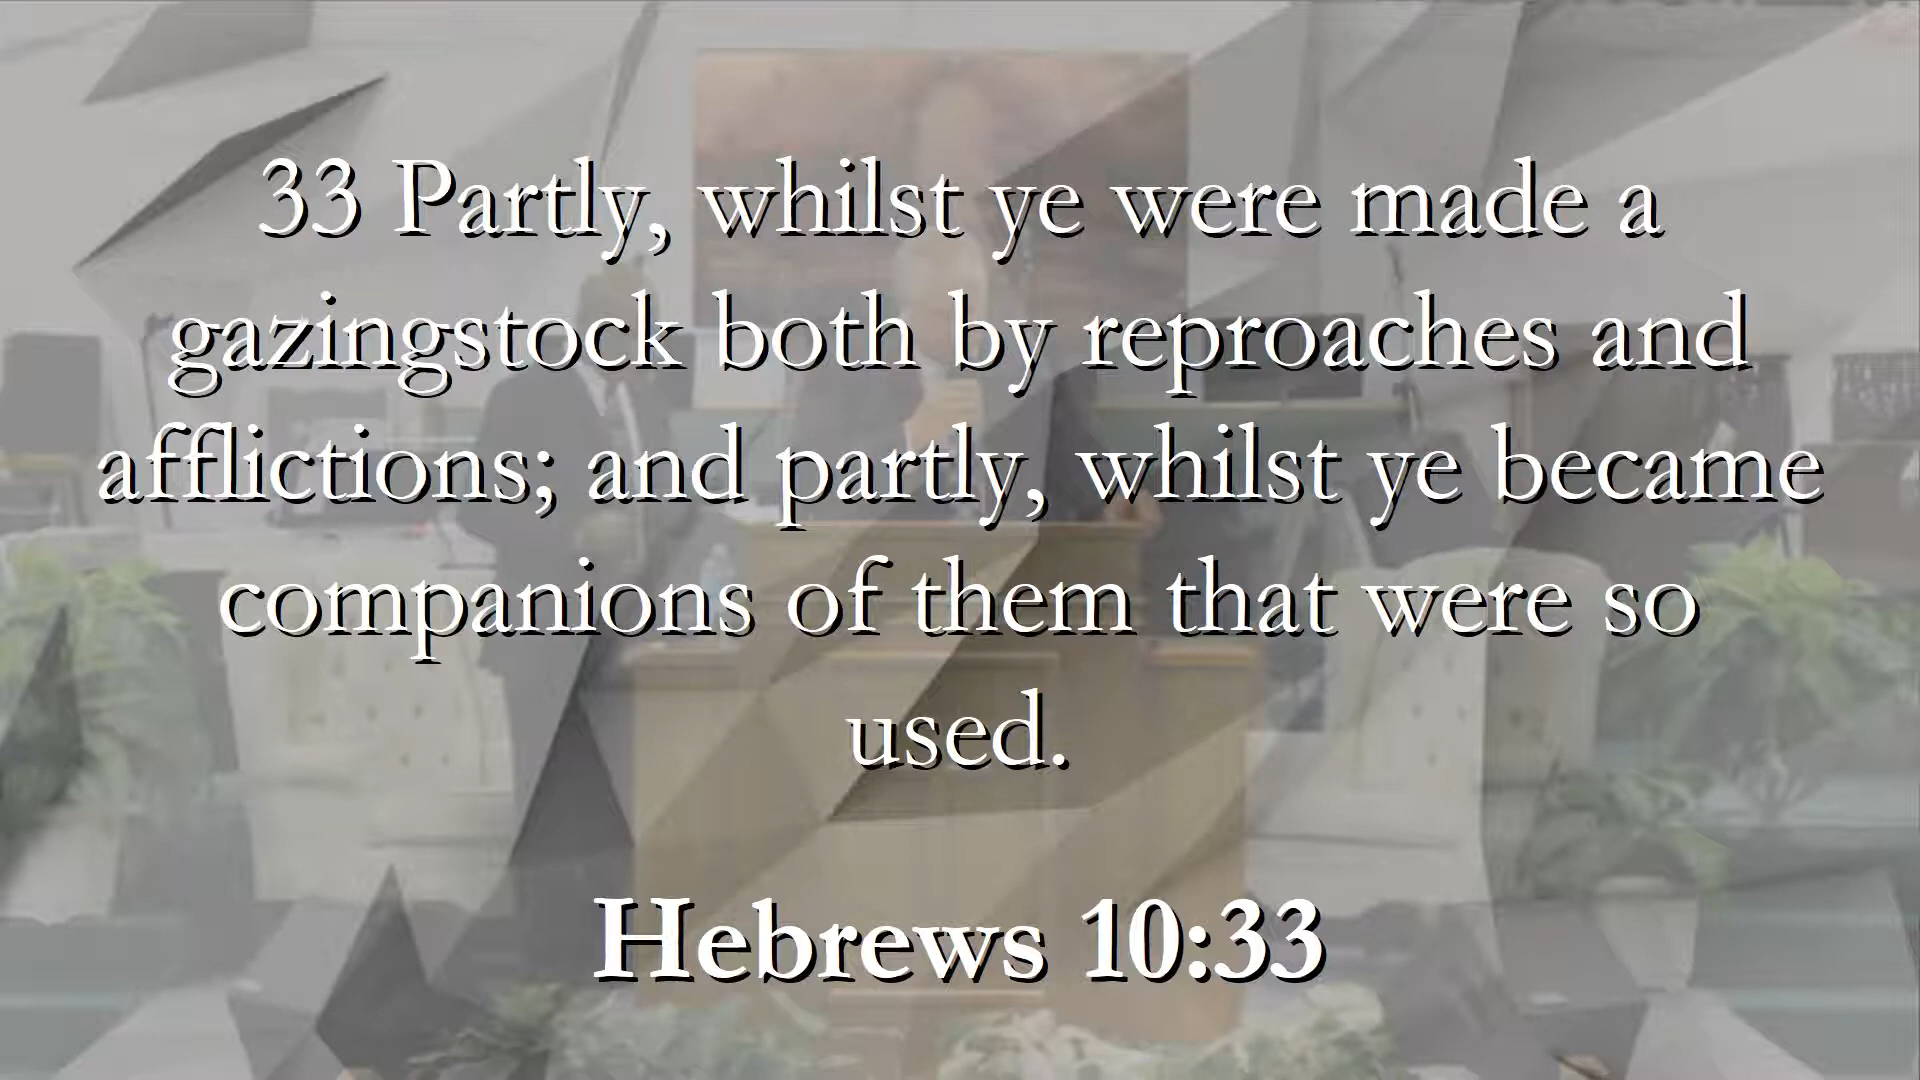 33 Partly, whilst ye were made a
gazingstock both by reproaches and
afflictions; and partly, whilst ye became
companions of them that were so
used.
Hebrews 10:33